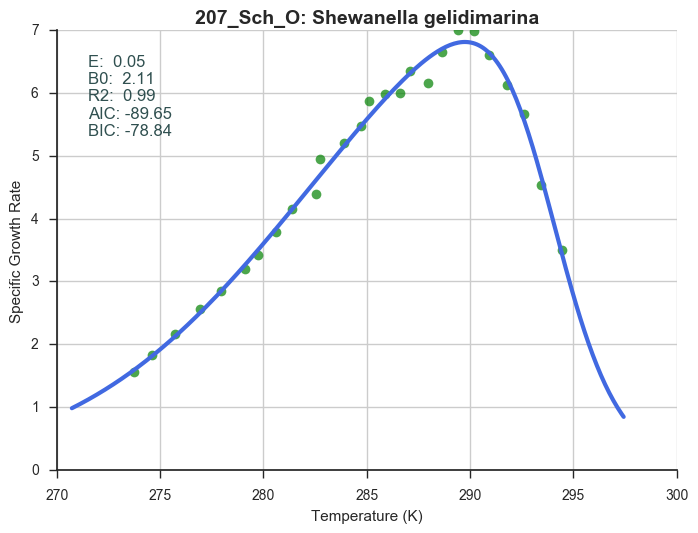 207_Sch_O: Shewanella gelidimarina
E:  0.05
B0:  2.11
R2:  0.99
AIC: -89.65
BIC: -78.84
Specific Growth Rate
7
6
5
4
3
2
1
0
270 275 280 285 290 295 300
Temperature (K)